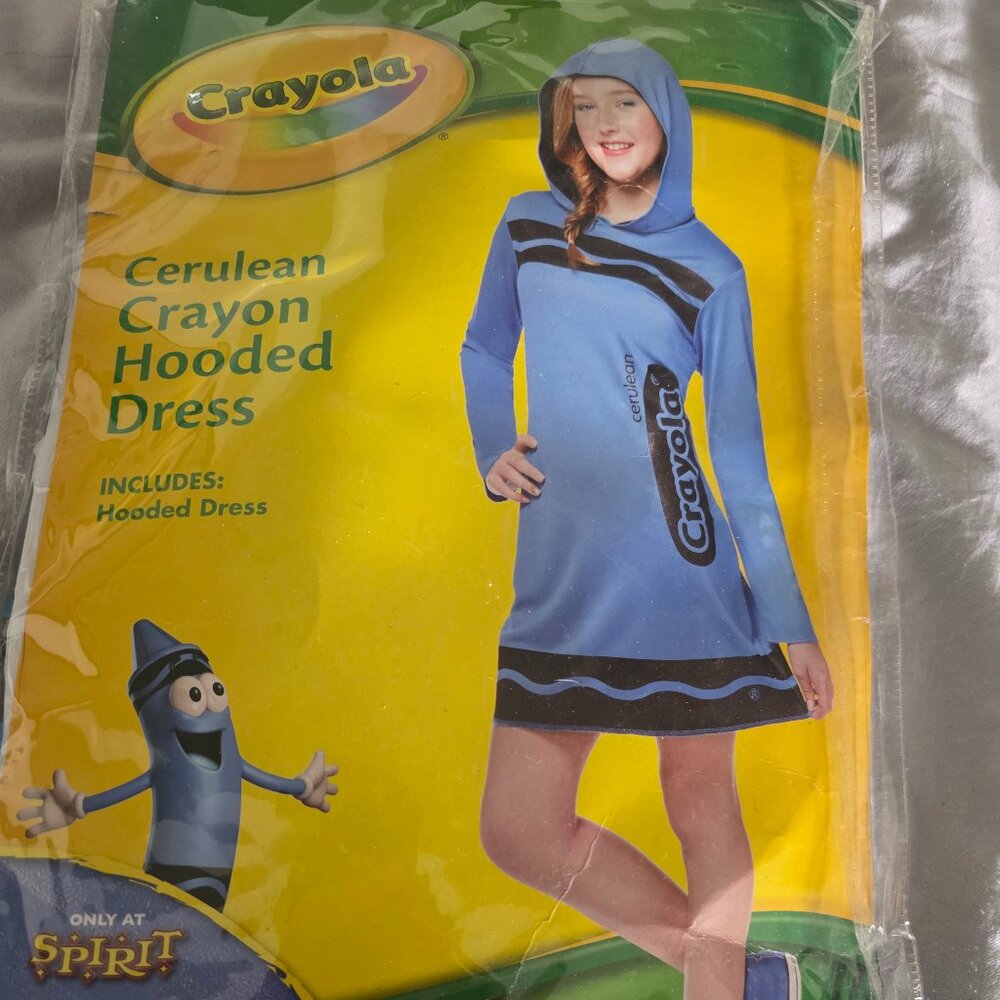 Crayola
®
Cerulean
Crayon
Hooded
Dress
INCLUDES:
Hooded Dress
cerulean
Crayola®
®
ONLY AT
SPIRIT